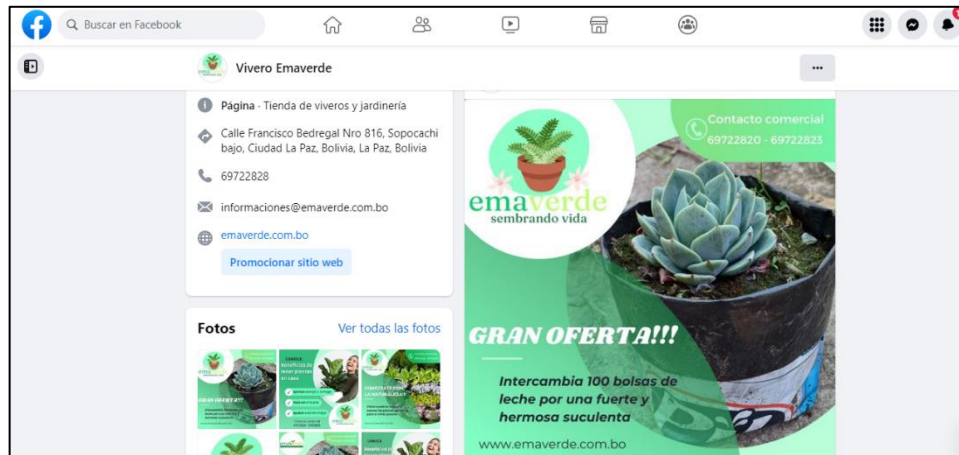 Buscar en Facebook
Vivero Emaverde
Página · Tienda de viveros y jardinería
Calle Francisco Bedregal Nro 816, Sopocachi
bajo, Ciudad La Paz, Bolivia, La Paz, Bolivia
69722828
informaciones@emaverde.com.bo
emaverde.com.bo
Promocionar sitio web
Fotos
Ver todas las fotos
Contacto comercial
69722820 - 69722823
emaverde
sembrando vida
GRAN OFERTA!!!
Intercambia 100 bolsas de
leche por una fuerte y
hermosa suculenta
www.emaverde.com.bo